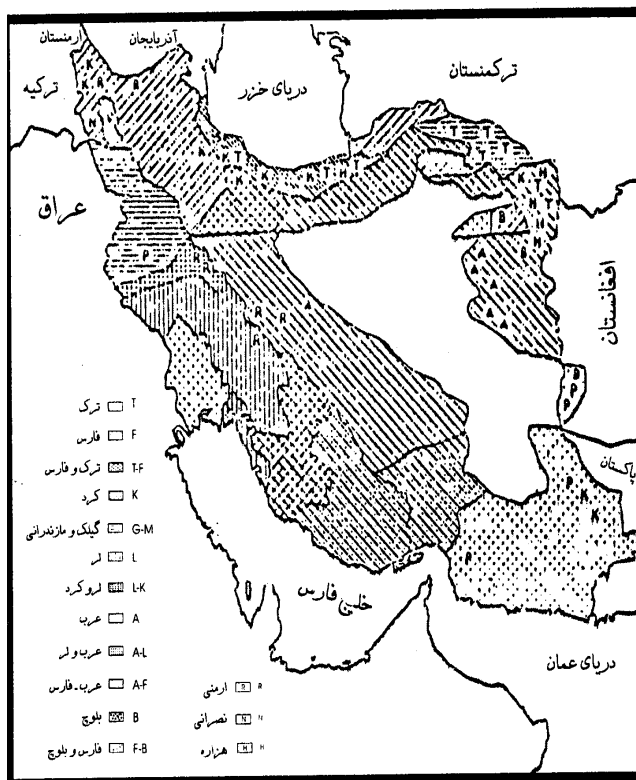 ارمنستان
آذربایجان
ترکیه
دریای خزر
ترکمنستان
عراق
افغانستان
پاکستان
خلیج فارس
دریای عمان
ترک T
فارس F
ترک و فارس T-F
کرد K
گیلک و مازندرانی G-M
لر L
لر و کرد L-K
عرب A
عرب و لر A-L
عرب-فارس A-F
بلوچ B
فارس و بلوچ F-B
ارمنی R
نصرانی N N
هزاره H H